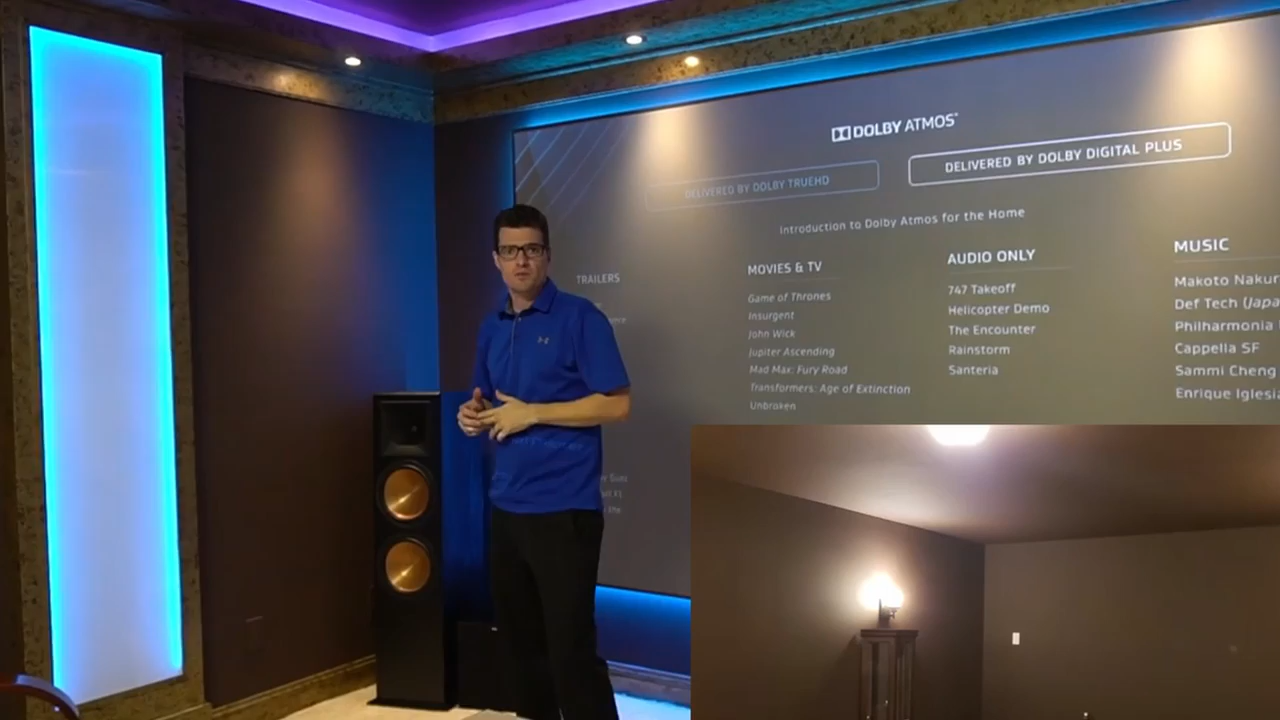 DOLBY ATMOS
DELIVERED BY DOLBY TRUEHD
DELIVERED BY DOLBY DIGITAL PLUS
Introduction to Dolby Atmos for the Home
TRAILERS
MOVIES & TV
Game of Thrones
Insurgent
John Wick
Jupiter Ascending
Mad Max: Fury Road
Transformers: Age of Extinction
Unbroken
AUDIO ONLY
747 Takeoff
Helicopter Demo
The Encounter
Rainstorm
Santeria
MUSIC
Makoto Nakur
Def Tech (Japa
Philharmonia
Cappella SF
Sammi Cheng
Enrique Iglesia